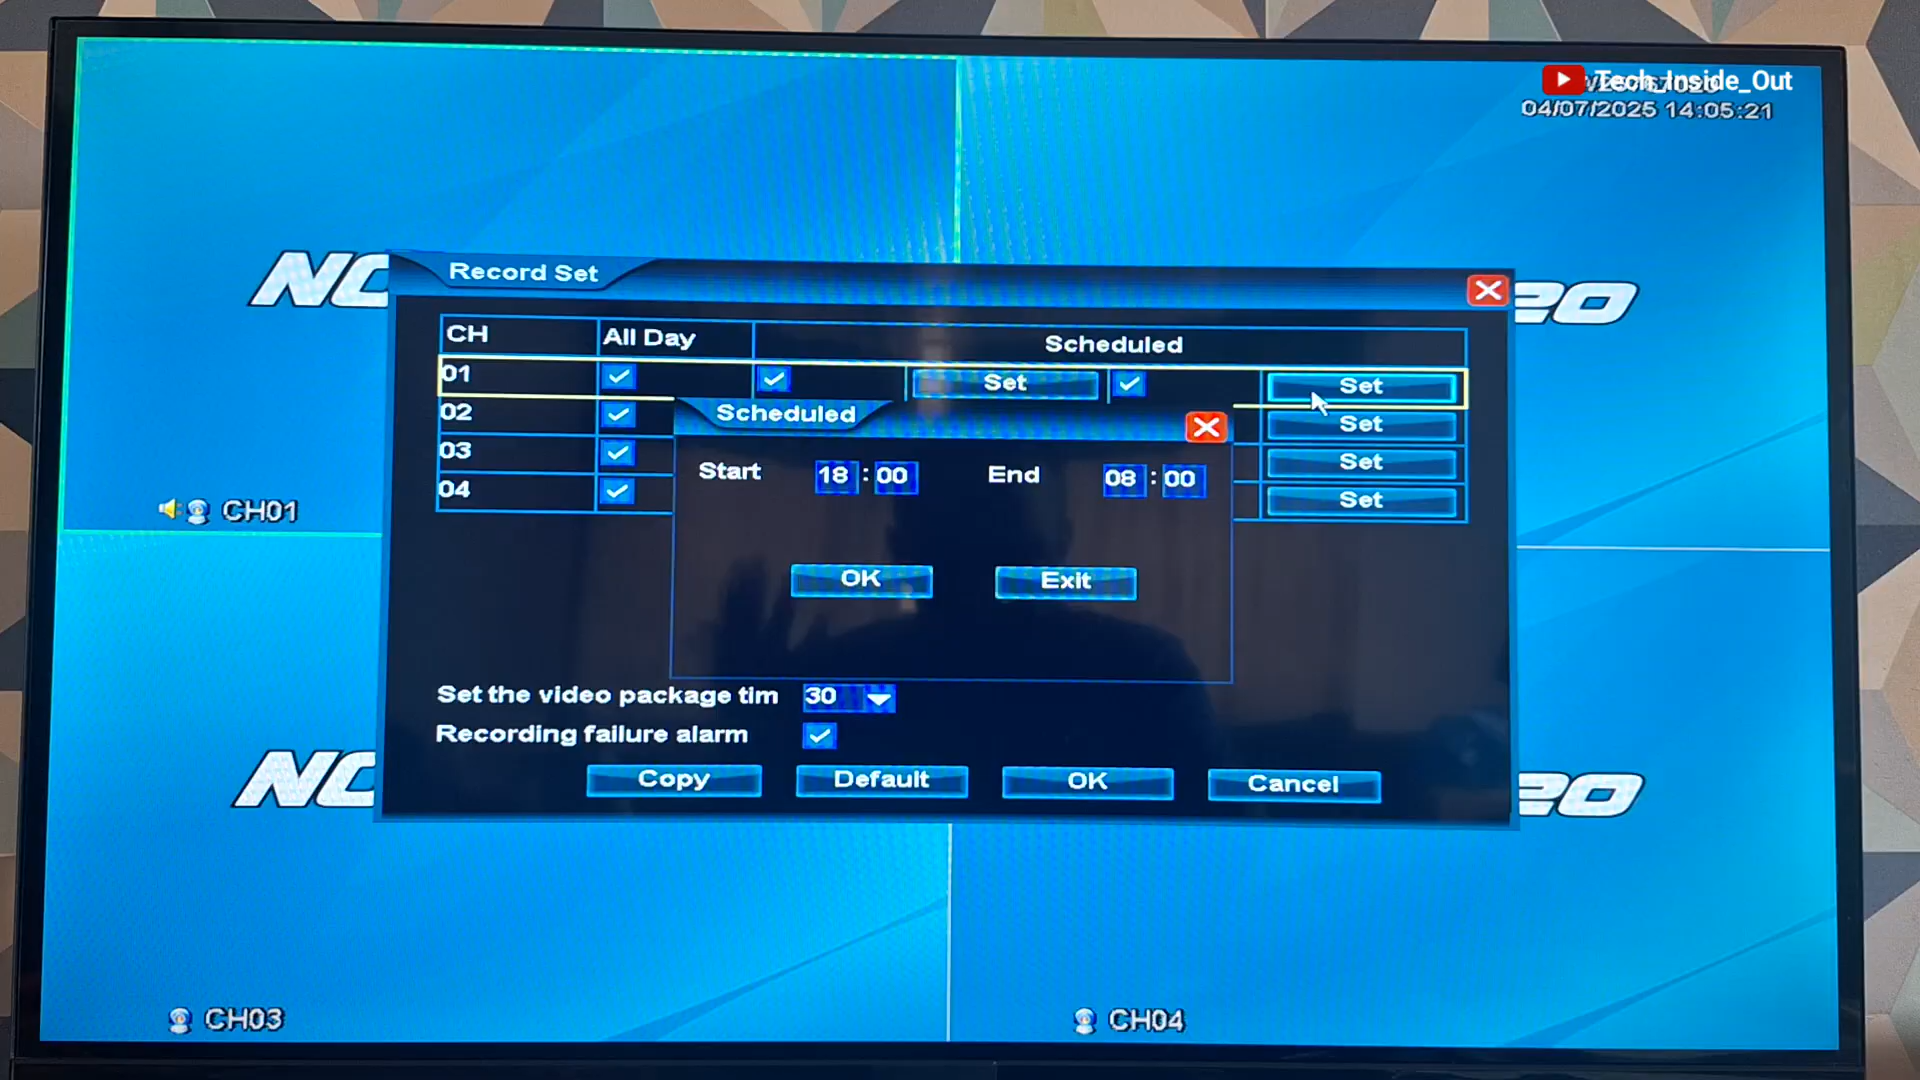 Tech_Inside_Out
04/07/2025 14:05:21
Record Set
CH All Day Scheduled
01 Set Set
02 Set
03 Set
04 Set
Scheduled
Start 18 : 00 End 08 : 00
OK Exit
CH01
Set the video package tim 30
Recording failure alarm
Copy Default OK Cancel
CH03
CH04